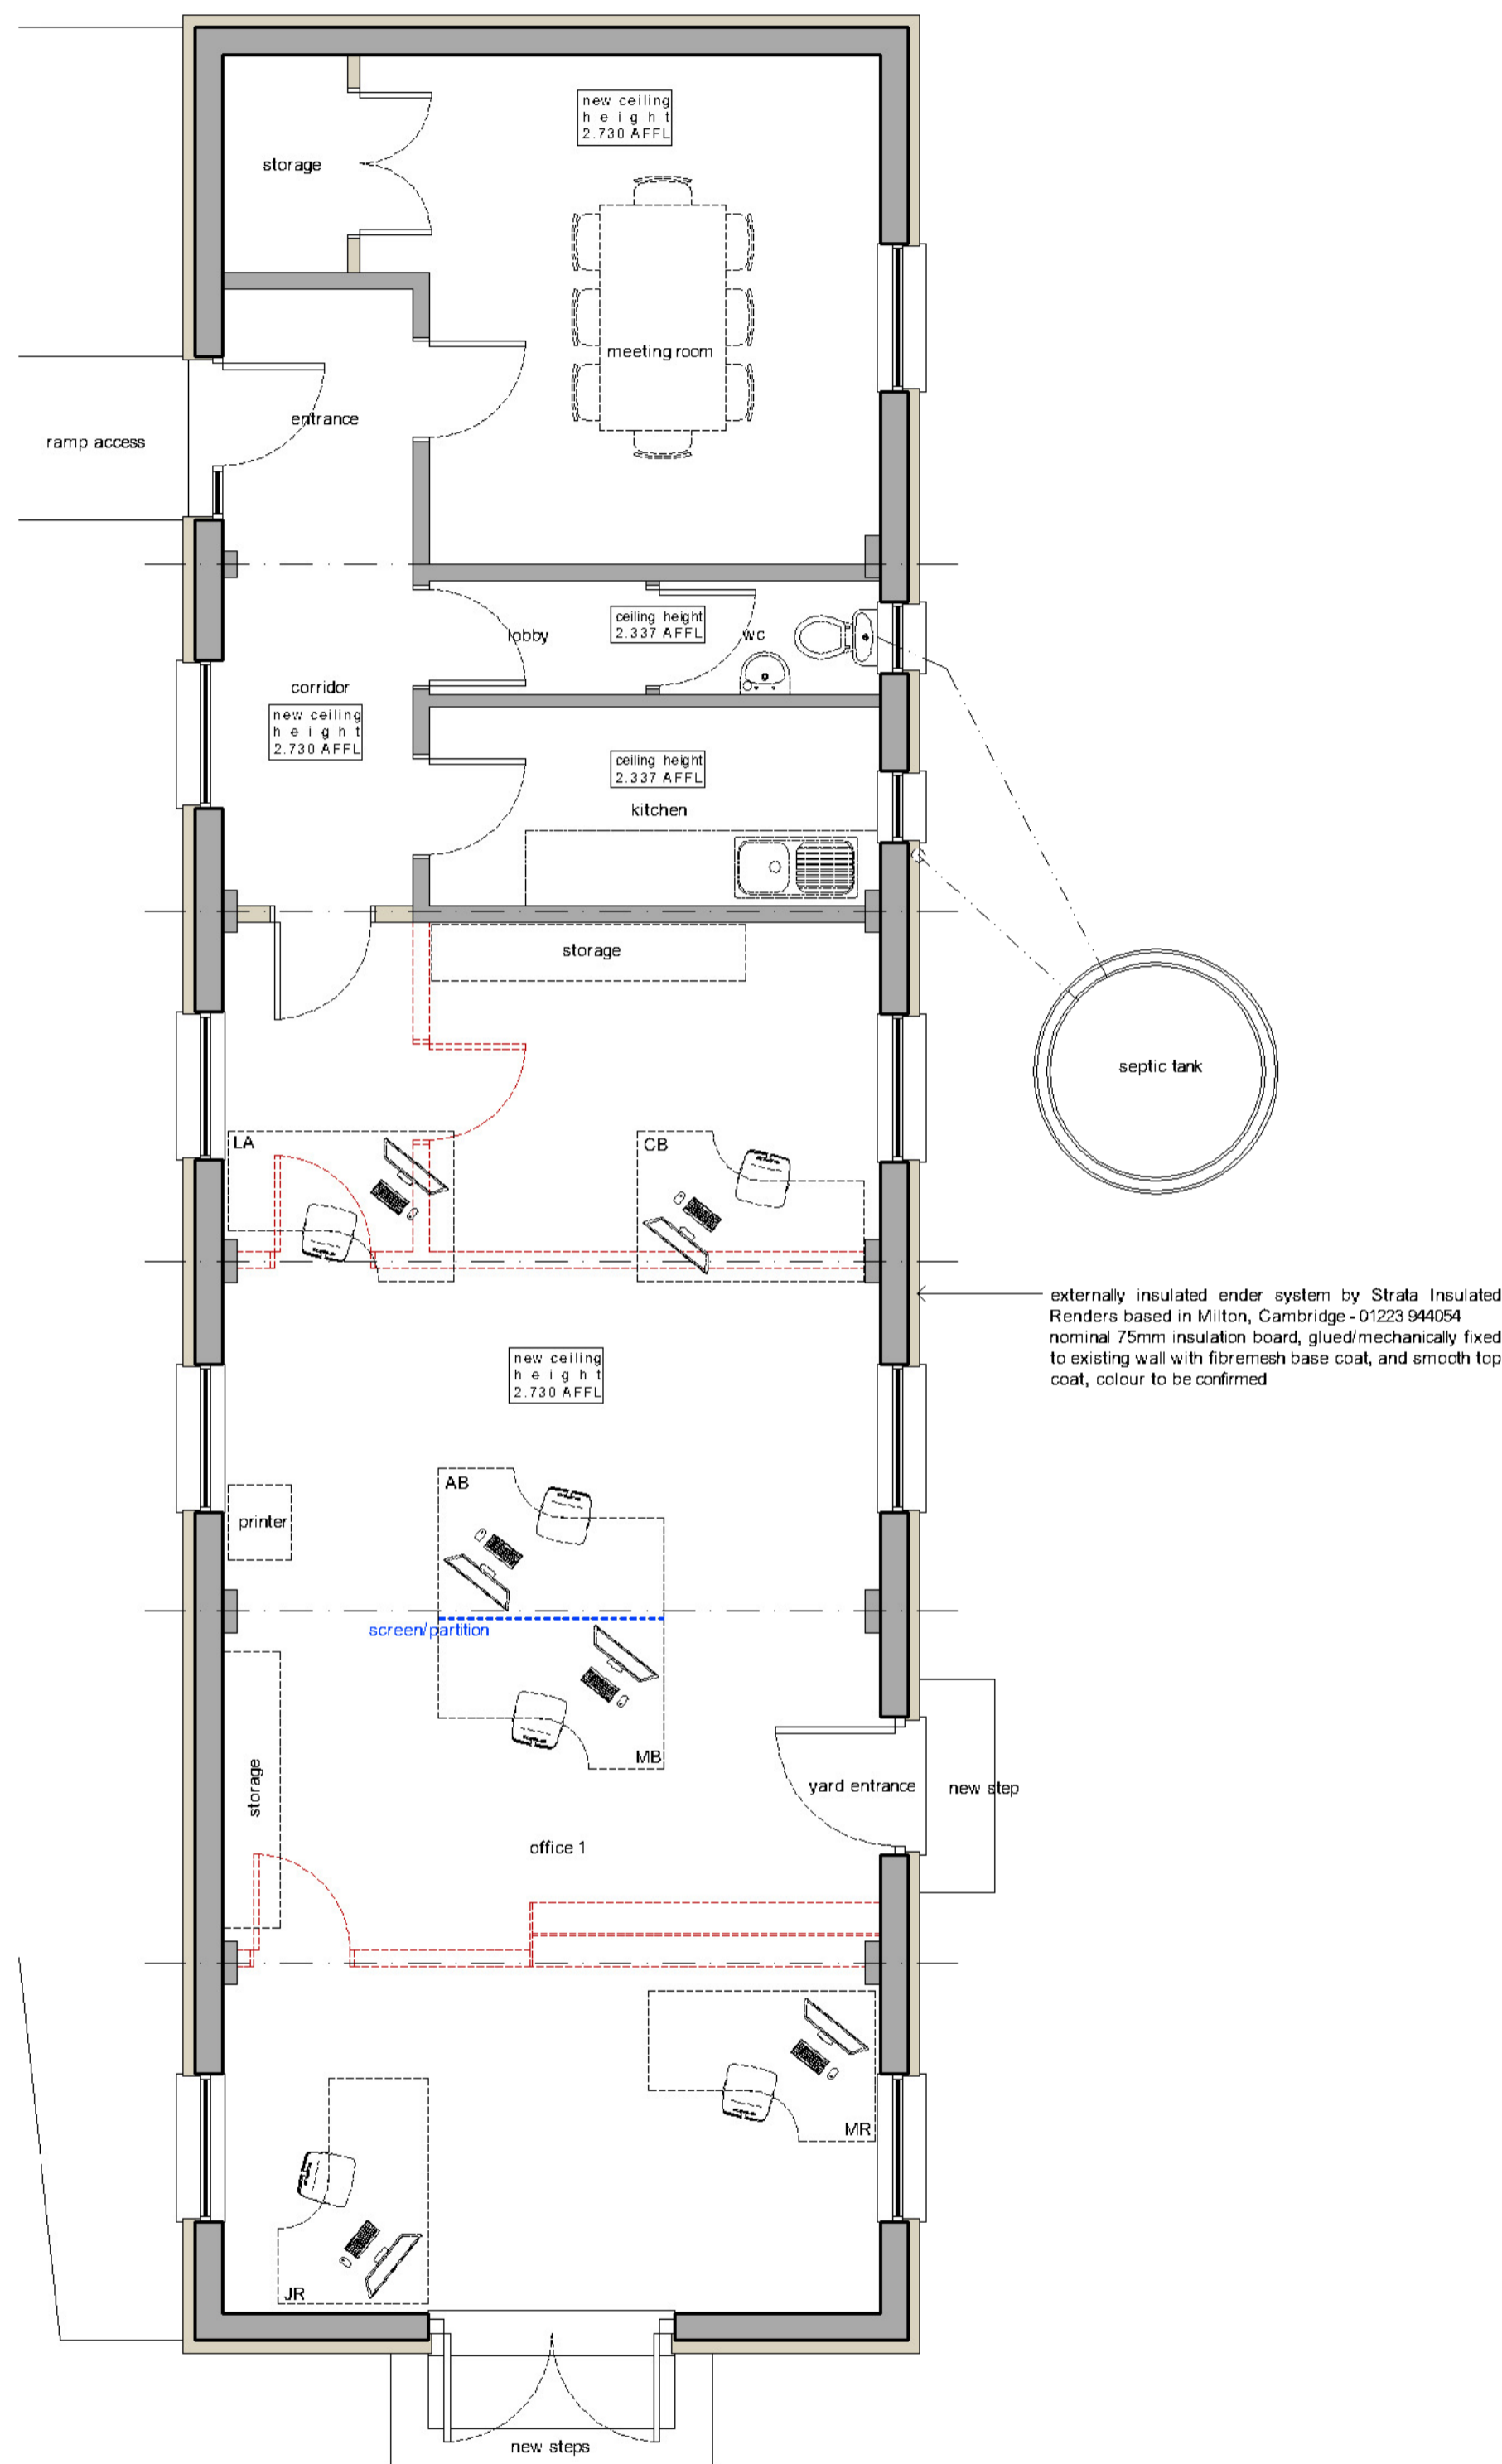 new ceiling
height
2.730 AFFL
storage
meeting room
entrance
ramp access
ceiling height
2.337 AFFL
lobby
wc
corridor
new ceiling
height
2.730 AFFL
ceiling height
2.337 AFFL
kitchen
storage
septic tank
LA
CB
externally insulated ender system by Strata Insulated
Renders based in Milton, Cambridge - 01223 944054
nominal 75mm insulation board, glued/mechanically fixed
to existing wall with fibremesh base coat, and smooth top
coat, colour to be confirmed
new ceiling
height
2.730 AFFL
AB
printer
screen/partition
MB
storage
yard entrance
new step
office 1
MR
JR
new steps